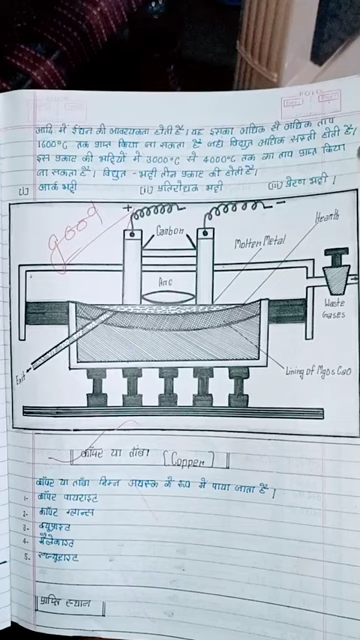 आदि में ईंधन की आवश्यकता होती है। वह इसका अधिक से अधिक ताप
1600°C तक प्राप्त किया जा सकता है जहाँ विद्युत अधिक सस्ती होती है।
इस प्रकार की भट्टियों में 3000°C से 4000°C तक का ताप प्राप्त किया
जा सकता है। विद्युत - भट्टी तीन प्रकार की होती है।
(i) आर्क भट्टी (ii) प्रतिरोधक भट्टी (iii) प्रेरण भट्टी।
good
+ -
Carbon
Hearth
Molten Metal
Arc
Waste
Gases
Exit
Lining of MgO & CaO
कॉपर या तांबा [Copper]
कॉपर या तांबा निम्न अयस्क के रूप में पाया जाता है।
1- कॉपर पायराइट
2- कॉपर ग्लान्स
3- क्यूप्राइट
4- मैलेकाइट
5- एज्यूराइट
प्राप्ति स्थान